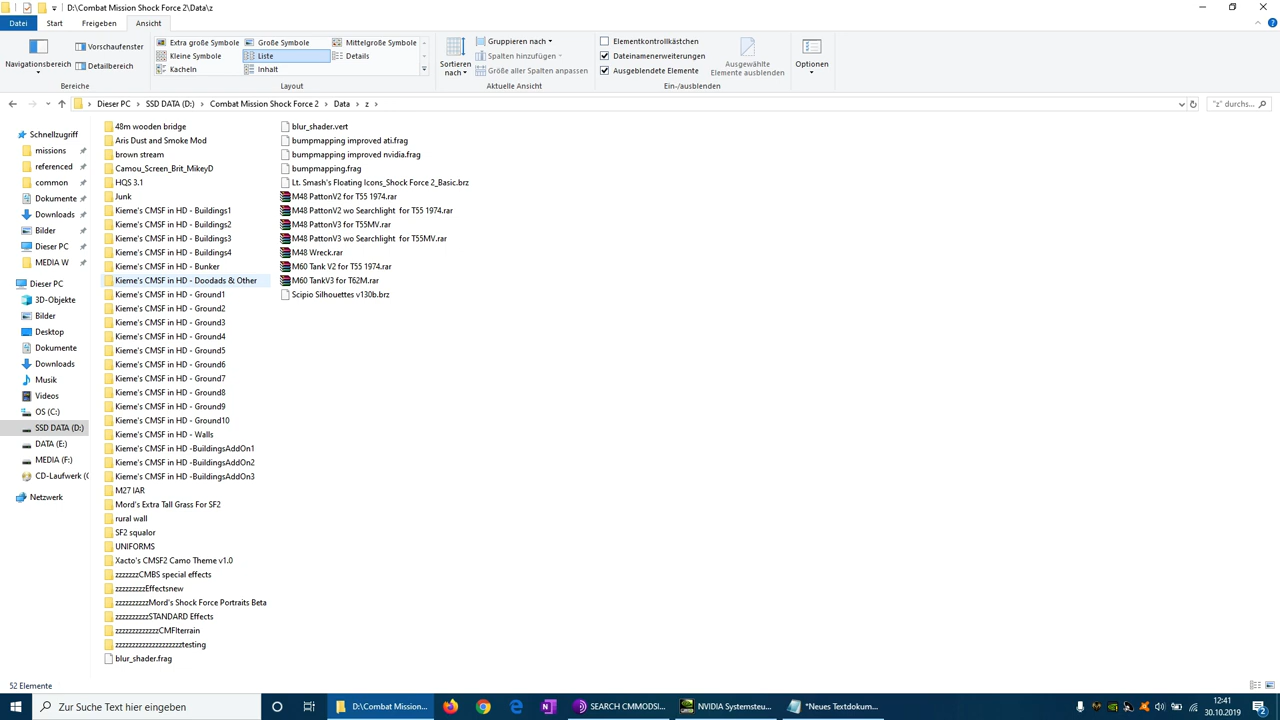 D:\Combat Mission Shock Force 2\Data\z
Datei Start Freigeben Ansicht
Navigationsbereich
Vorschaufenster
Detailbereich
Bereiche
Extra große Symbole
Große Symbole
Mittelgroße Symbole
Kleine Symbole
Liste
Details
Kacheln
Inhalt
Layout
Sortieren
nach
Gruppieren nach
Spalten hinzufügen
Größe aller Spalten anpassen
Aktuelle Ansicht
Elementkontrollkästchen
Dateinamenerweiterungen
Ausgeblendete Elemente
Ausgewählte
Elemente ausblenden
Ein-/ausblenden
Optionen
Dieser PC > SSD DATA (D:) > Combat Mission Shock Force 2 > Data > z >
"z" durchs...
Schnellzugriff
missions
referenced
common
Dokumente
Downloads
Bilder
Dieser PC
MEDIA W
Dieser PC
3D-Objekte
Bilder
Desktop
Dokumente
Downloads
Musik
Videos
OS (C:)
SSD DATA (D:)
DATA (E:)
MEDIA (F:)
CD-Laufwerk (
Netzwerk
48m wooden bridge
Aris Dust and Smoke Mod
brown stream
Camou_Screen_Brit_MikeyD
HQS 3.1
Junk
Kieme's CMSF in HD - Buildings1
Kieme's CMSF in HD - Buildings2
Kieme's CMSF in HD - Buildings3
Kieme's CMSF in HD - Buildings4
Kieme's CMSF in HD - Bunker
Kieme's CMSF in HD - Doodads & Other
Kieme's CMSF in HD - Ground1
Kieme's CMSF in HD - Ground2
Kieme's CMSF in HD - Ground3
Kieme's CMSF in HD - Ground4
Kieme's CMSF in HD - Ground5
Kieme's CMSF in HD - Ground6
Kieme's CMSF in HD - Ground7
Kieme's CMSF in HD - Ground8
Kieme's CMSF in HD - Ground9
Kieme's CMSF in HD - Ground10
Kieme's CMSF in HD - Walls
Kieme's CMSF in HD -BuildingsAddOn1
Kieme's CMSF in HD -BuildingsAddOn2
Kieme's CMSF in HD -BuildingsAddOn3
M27 IAR
Mord's Extra Tall Grass For SF2
rural wall
SF2 squalor
UNIFORMS
Xacto's CMSF2 Camo Theme v1.0
zzzzzzzCMBS special effects
zzzzzzzzzEffectsnew
zzzzzzzzzzMord's Shock Force Portraits Beta
zzzzzzzzzzSTANDARD Effects
zzzzzzzzzzzzzCMFIterrain
zzzzzzzzzzzzzzzzzzzztesting
blur_shader.frag
blur_shader.vert
bumpmapping improved ati.frag
bumpmapping improved nvidia.frag
bumpmapping.frag
Lt. Smash's Floating Icons_Shock Force 2_Basic.brz
M48 PattonV2 for T55 1974.rar
M48 PattonV2 wo Searchlight  for T55 1974.rar
M48 PattonV3 for T55MV.rar
M48 PattonV3 wo Searchlight  for T55MV.rar
M48 Wreck.rar
M60 Tank V2 for T55 1974.rar
M60 TankV3 for T62M.rar
Scipio Silhouettes v130b.brz
52 Elemente
Zur Suche Text hier eingeben
D:\Combat Mission...
SEARCH CMMODSI...
NVIDIA Systemsteu...
*Neues Textdokum...
12:41
30.10.2019
2